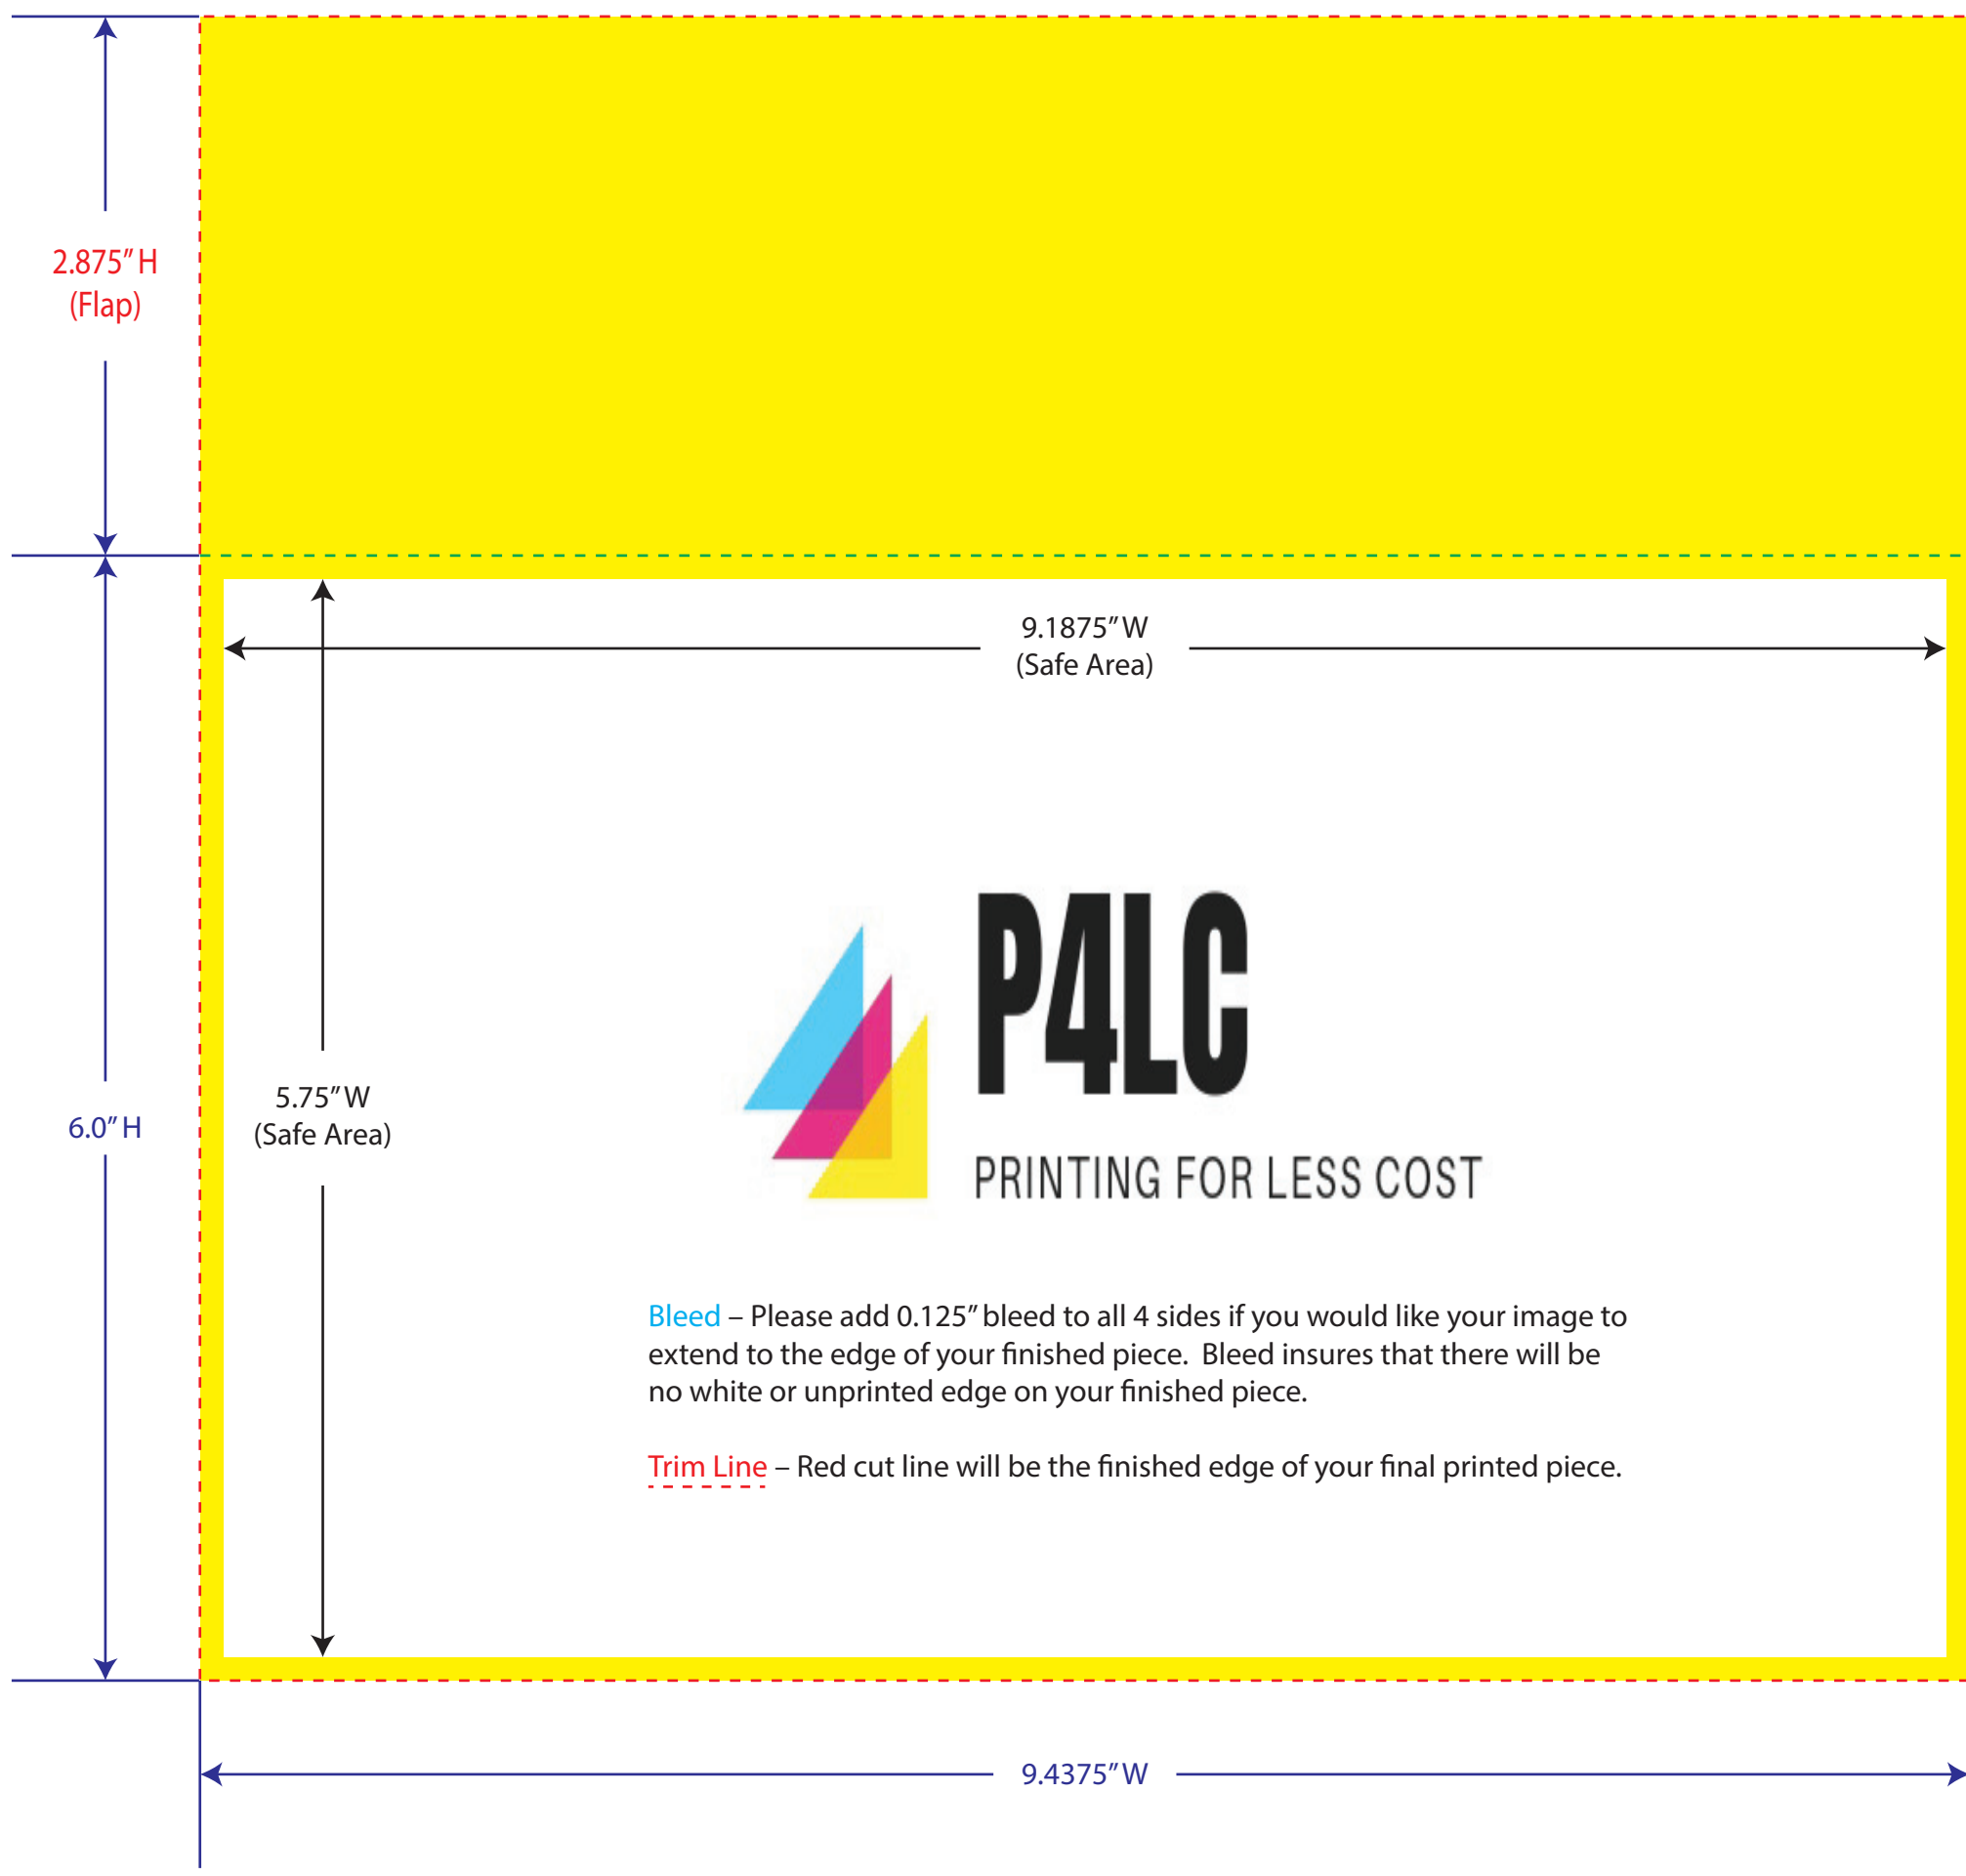 2.875" H
(Flap)
9.1875" W
(Safe Area)
5.75" W
(Safe Area)
6.0" H
P4LC
PRINTING FOR LESS COST
Bleed – Please add 0.125" bleed to all 4 sides if you would like your image to
extend to the edge of your finished piece.  Bleed insures that there will be
no white or unprinted edge on your finished piece.
Trim Line – Red cut line will be the finished edge of your final printed piece.
9.4375" W